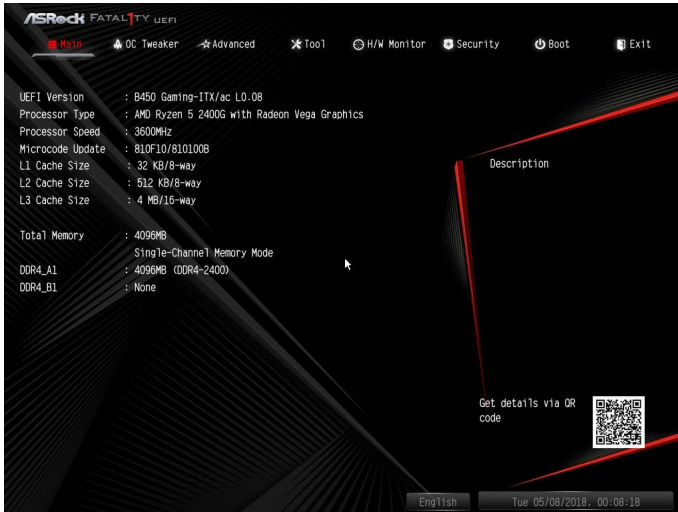 ASRock FATAL1TY UEFI
Main OC Tweaker Advanced Tool H/W Monitor Security Boot Exit
UEFI Version : B450 Gaming-ITX/ac L0.08
Processor Type : AMD Ryzen 5 2400G with Radeon Vega Graphics
Processor Speed : 3600MHz
Microcode Update : 810F10/810100B
L1 Cache Size : 32 KB/8-way
L2 Cache Size : 512 KB/8-way
L3 Cache Size : 4 MB/16-way
Total Memory : 4096MB
Single-Channel Memory Mode
DDR4_A1 : 4096MB (DDR4-2400)
DDR4_B1 : None
Description
Get details via QR
code
English Tue 05/08/2018. 00:08:18